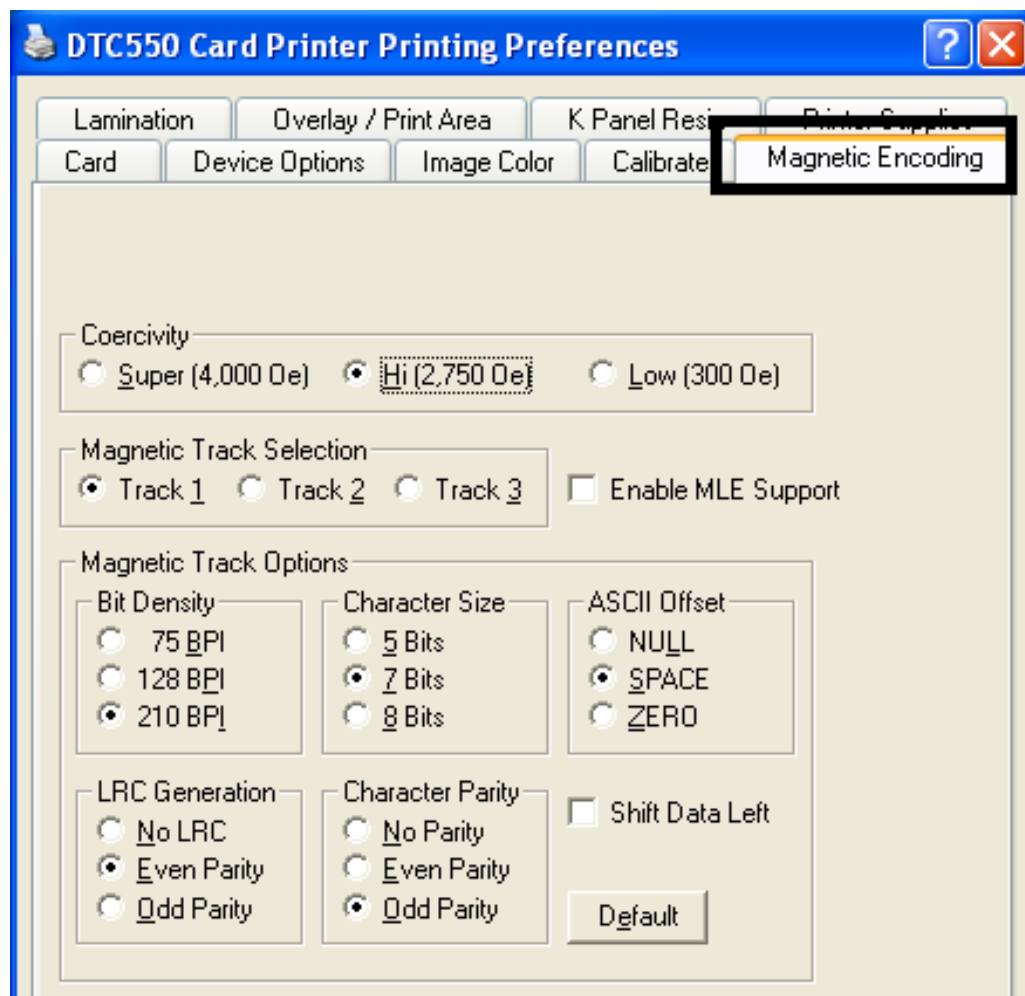 DTC550 Card Printer Printing Preferences
Lamination Overlay / Print Area K Panel Resi
Card Device Options Image Color Calibrate Magnetic Encoding
Coercivity
Super (4,000 Oe) Hi (2,750 Oe) Low (300 Oe)
Magnetic Track Selection
Track 1 Track 2 Track 3 Enable MLE Support
Magnetic Track Options
Bit Density Character Size ASCII Offset
75 BPI 5 Bits NULL
128 BPI 7 Bits SPACE
210 BPI 8 Bits ZERO
LRC Generation Character Parity
Shift Data Left
No LRC No Parity
Even Parity Even Parity
Odd Parity Odd Parity Default